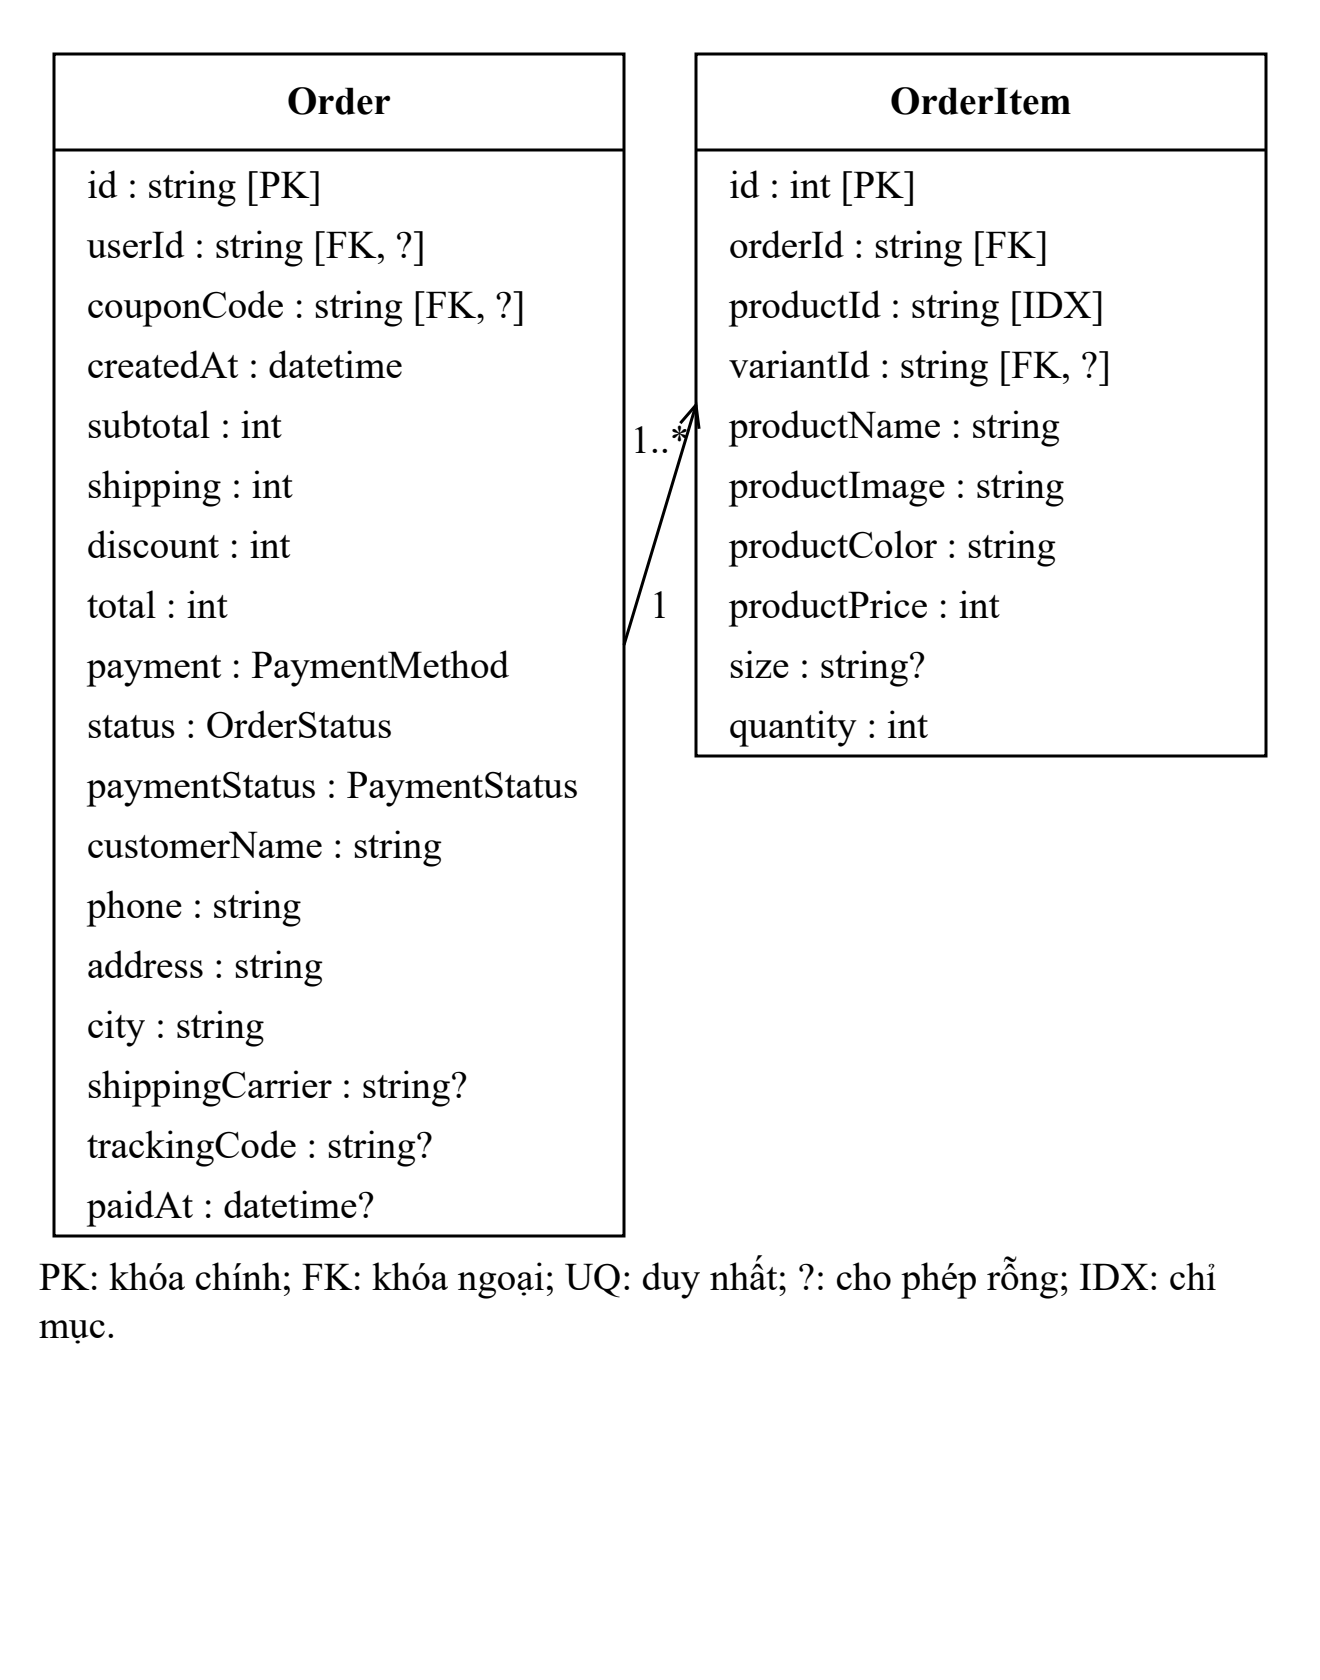 Order
id : string [PK]
userId : string [FK, ?]
couponCode : string [FK, ?]
createdAt : datetime
subtotal : int
shipping : int
discount : int
total : int
payment : PaymentMethod
status : OrderStatus
paymentStatus : PaymentStatus
customerName : string
phone : string
address : string
city : string
shippingCarrier : string?
trackingCode : string?
paidAt : datetime?
1..*
1
OrderItem
id : int [PK]
orderId : string [FK]
productId : string [IDX]
variantId : string [FK, ?]
productName : string
productImage : string
productColor : string
productPrice : int
size : string?
quantity : int
PK: khóa chính; FK: khóa ngoại; UQ: duy nhất; ?: cho phép rỗng; IDX: chỉ
mục.